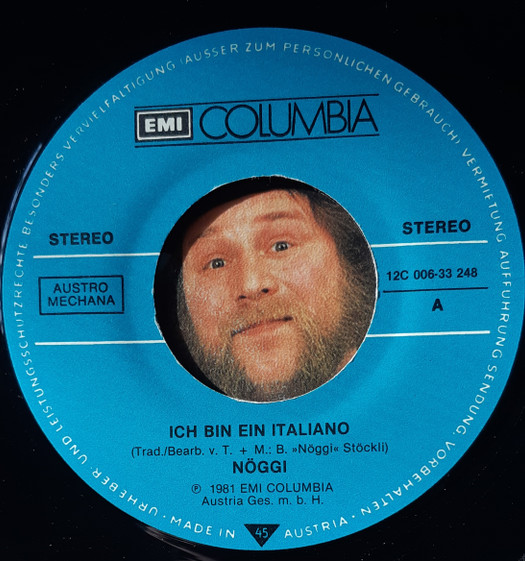 URHEBER- UND LEISTUNGSSCHUTZRECHTE BESONDERS VERVIELFÄLTIGUNG (AUSSER ZUM PERSÖNLICHEN GEBRAUCH), VERMIETUNG AUFFÜHRUNG SENDUNG, VORBEHALTEN ·
EMI COLUMBIA
STEREO
STEREO
AUSTRO
MECHANA
12C 006-33 248
A
ICH BIN EIN ITALIANO
(Trad./Bearb. v. T. + M.: B. »Nöggi« Stöckli)
NÖGGI
℗ 1981 EMI COLUMBIA
Austria Ges. m. b. H.
· MADE IN 45 AUSTRIA ·